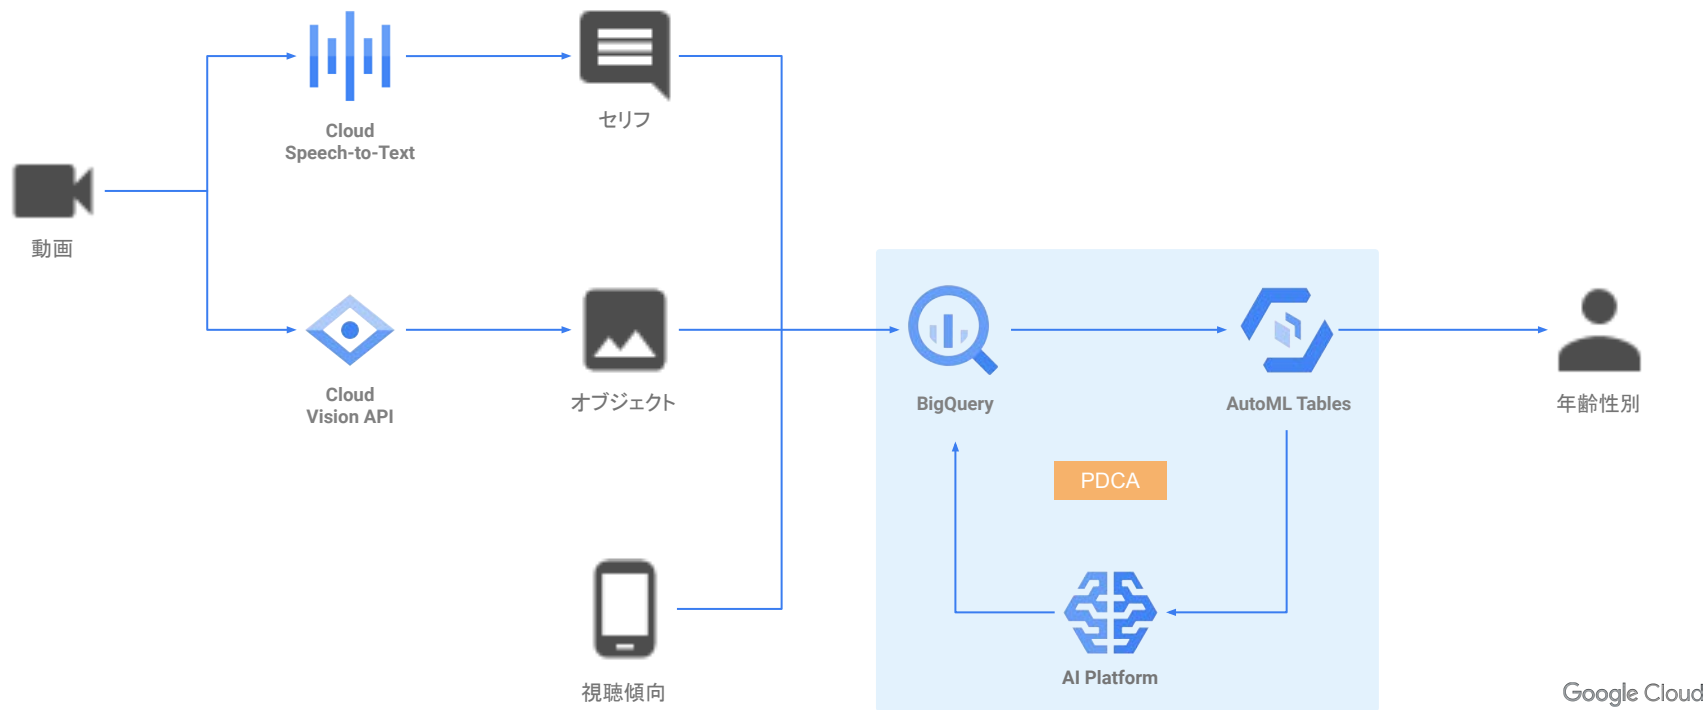 Cloud
Speech-to-Text
セリフ
動画
Cloud
Vision API
オブジェクト
BigQuery
AutoML Tables
年齢性別
PDCA
視聴傾向
AI Platform
Google Cloud